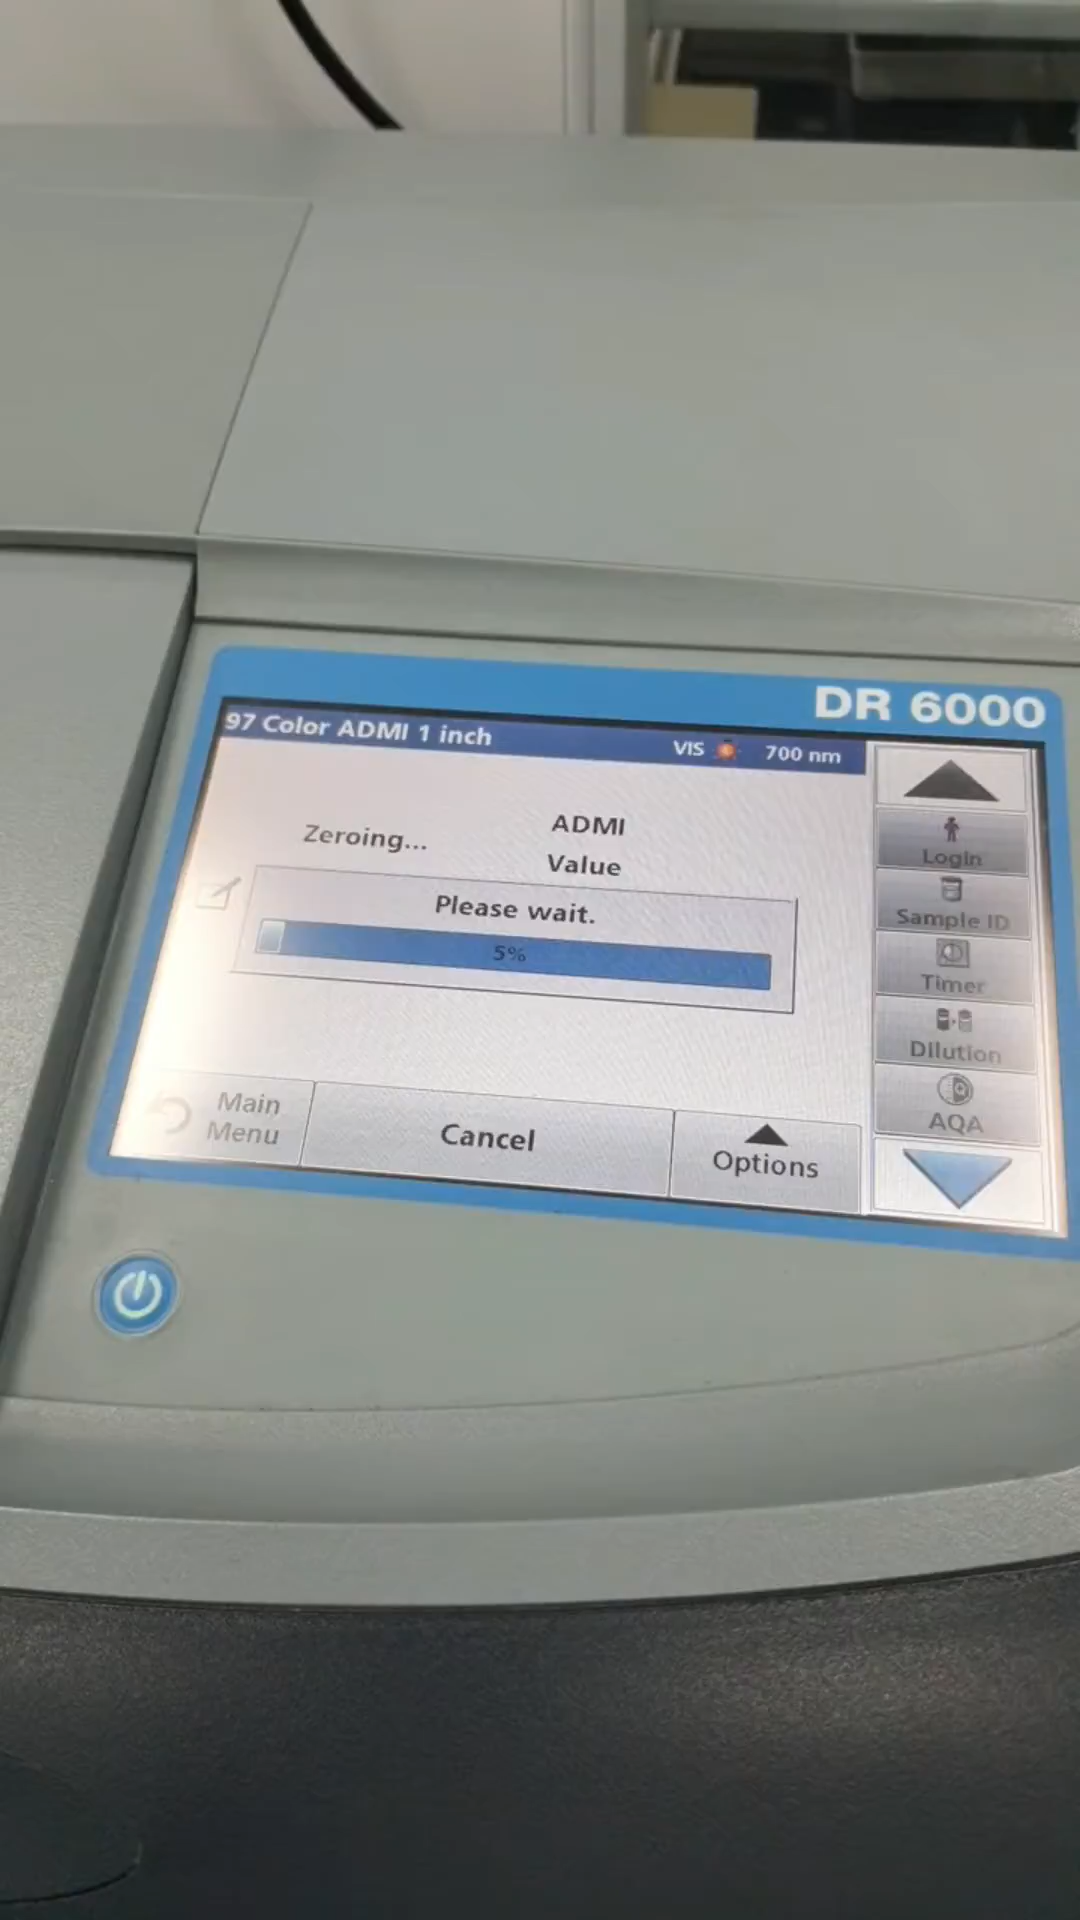 DR 6000
97 Color ADMI 1 inch
VIS 700 nm
Zeroing...
ADMI
Value
Please wait.
5%
Login
Sample ID
Timer
Dilution
AQA
Main
Menu
Cancel
Options